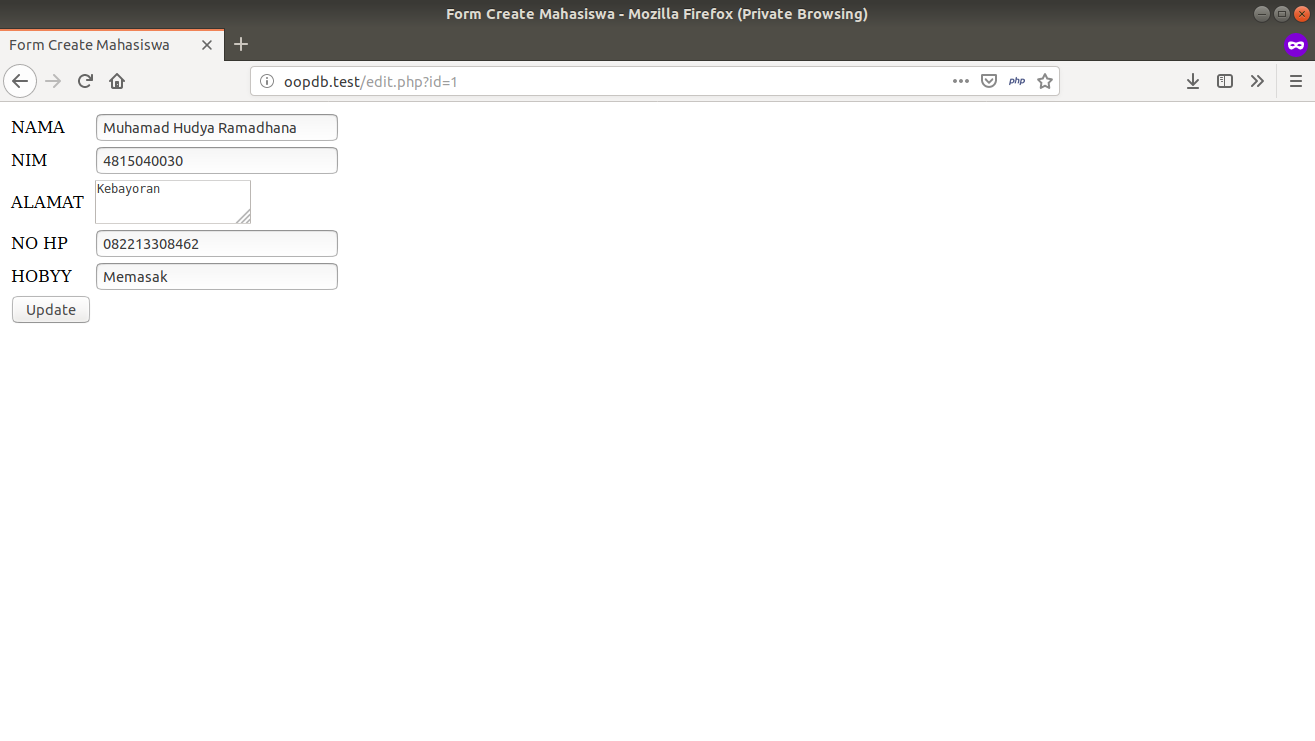 Form Create Mahasiswa - Mozilla Firefox (Private Browsing)
Form Create Mahasiswa
oopdb.test/edit.php?id=1
php
NAMA Muhamad Hudya Ramadhana
NIM 4815040030
ALAMAT Kebayoran
NO HP 082213308462
HOBYY Memasak
Update